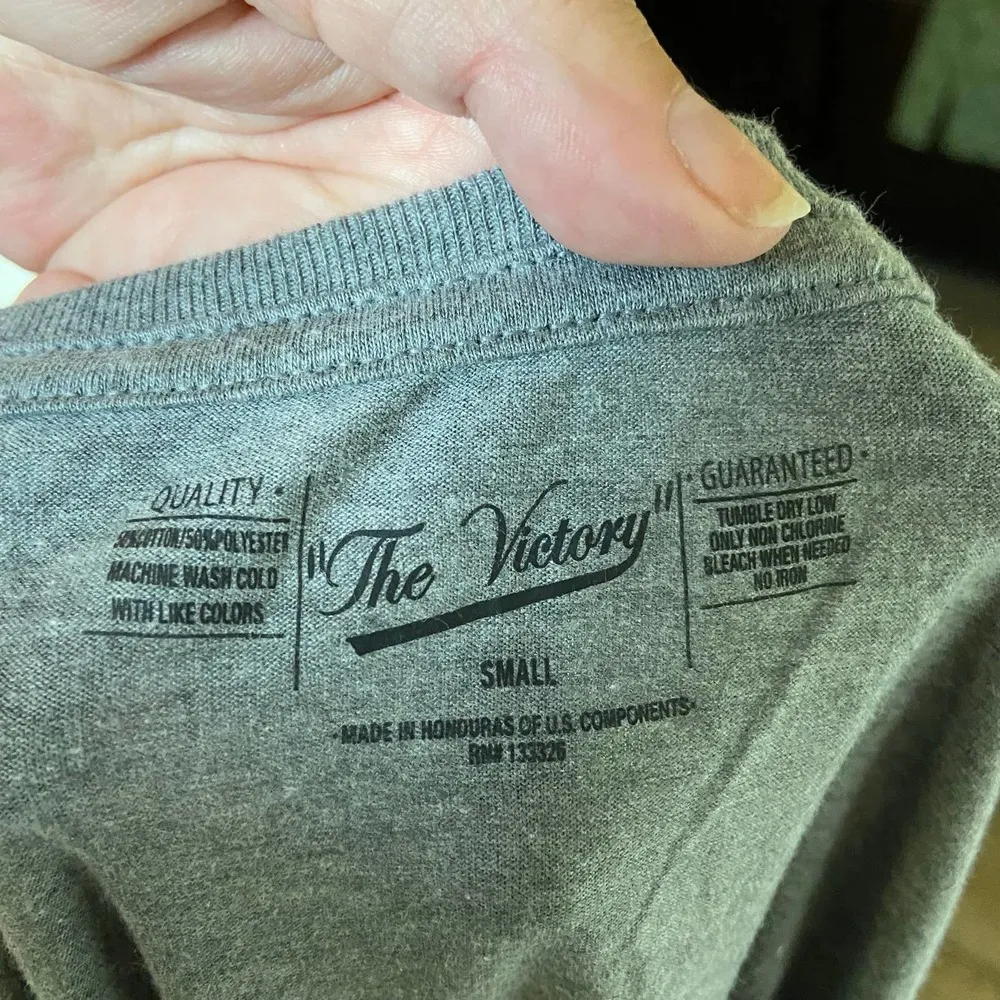 · QUALITY ·
50%COTTON/50%POLYESTER
MACHINE WASH COLD
WITH LIKE COLORS
"The Victory"
SMALL
·MADE IN HONDURAS OF U.S. COMPONENTS·
RN# 133326
· GUARANTEED ·
TUMBLE DRY LOW
ONLY NON CHLORINE
BLEACH WHEN NEEDED
NO IRON